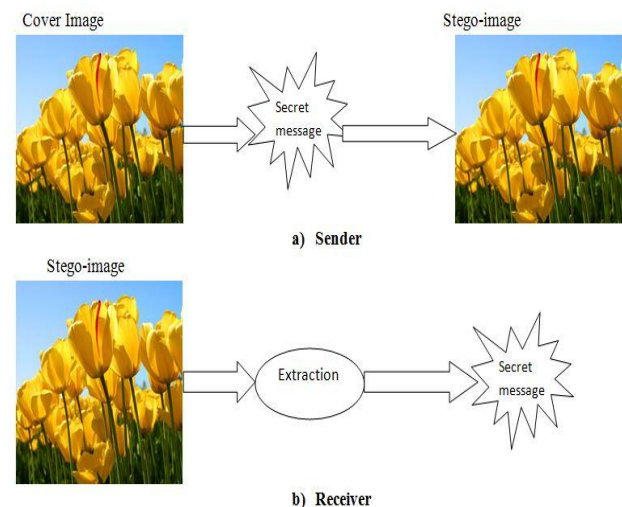 Cover Image
Stego-image
Secret
message
a) Sender
Stego-image
Extraction
Secret
message
b) Receiver